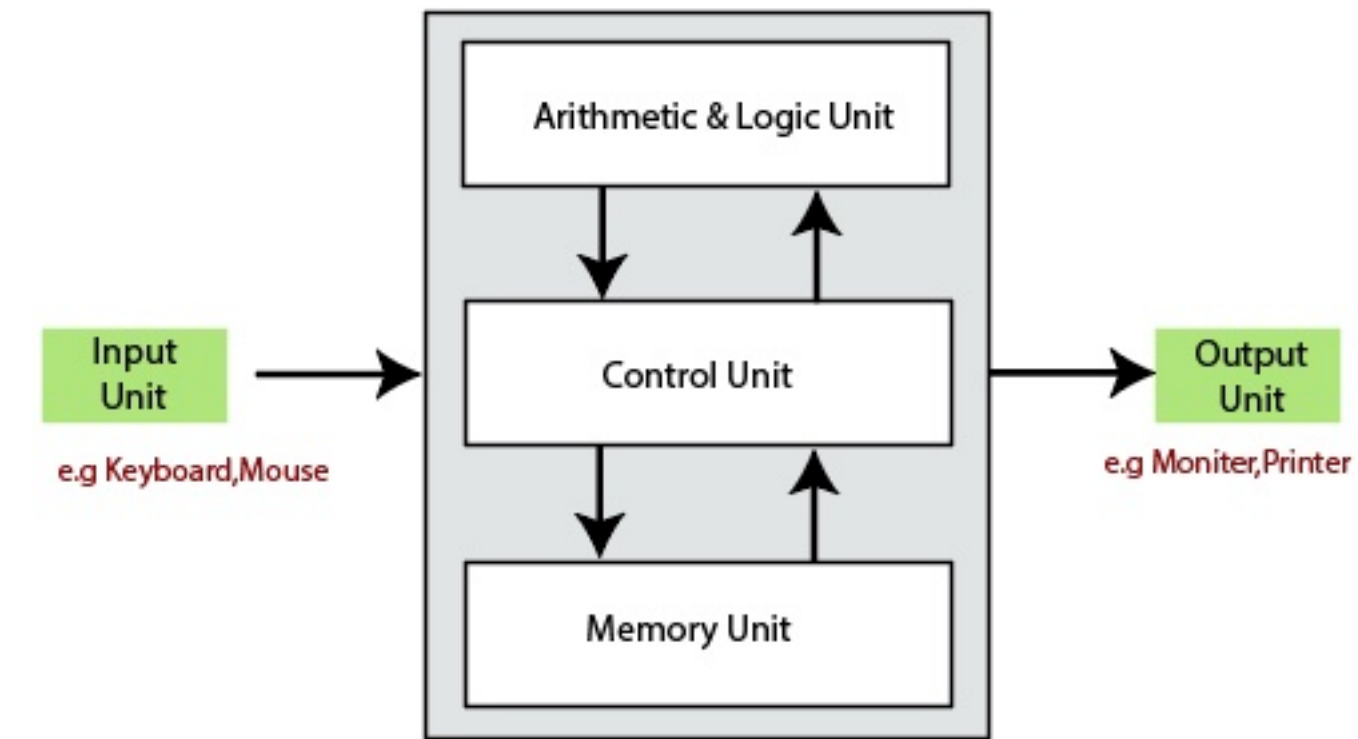 Arithmetic & Logic Unit
Input
Unit
e.g Keyboard,Mouse
Control Unit
Output
Unit
e.g Moniter,Printer
Memory Unit